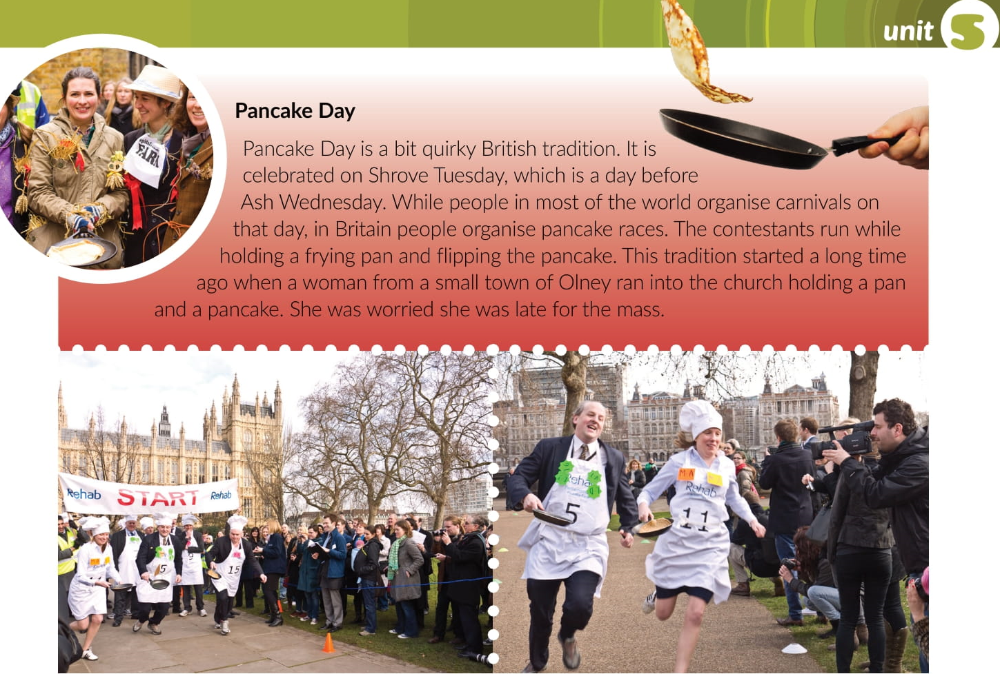 unit 5
Pancake Day
Pancake Day is a bit quirky British tradition. It is
celebrated on Shrove Tuesday, which is a day before
Ash Wednesday. While people in most of the world organise carnivals on
that day, in Britain people organise pancake races. The contestants run while
holding a frying pan and flipping the pancake. This tradition started a long time
ago when a woman from a small town of Olney ran into the church holding a pan
and a pancake. She was worried she was late for the mass.
Rehab START Rehab
5
15
Rehab
5
Rehab
11